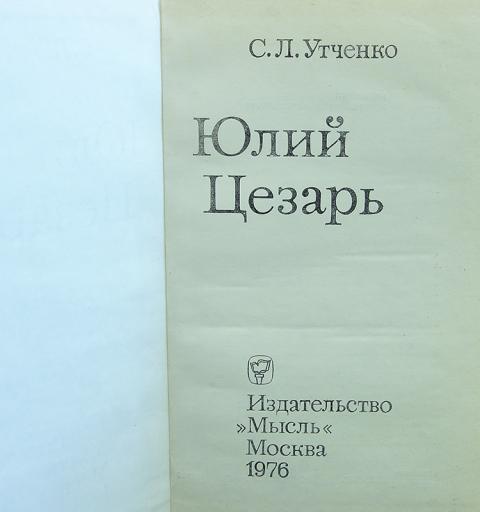 С. Л. Утченко
Юлий
Цезарь
Издательство
»Мысль«
Москва
1976